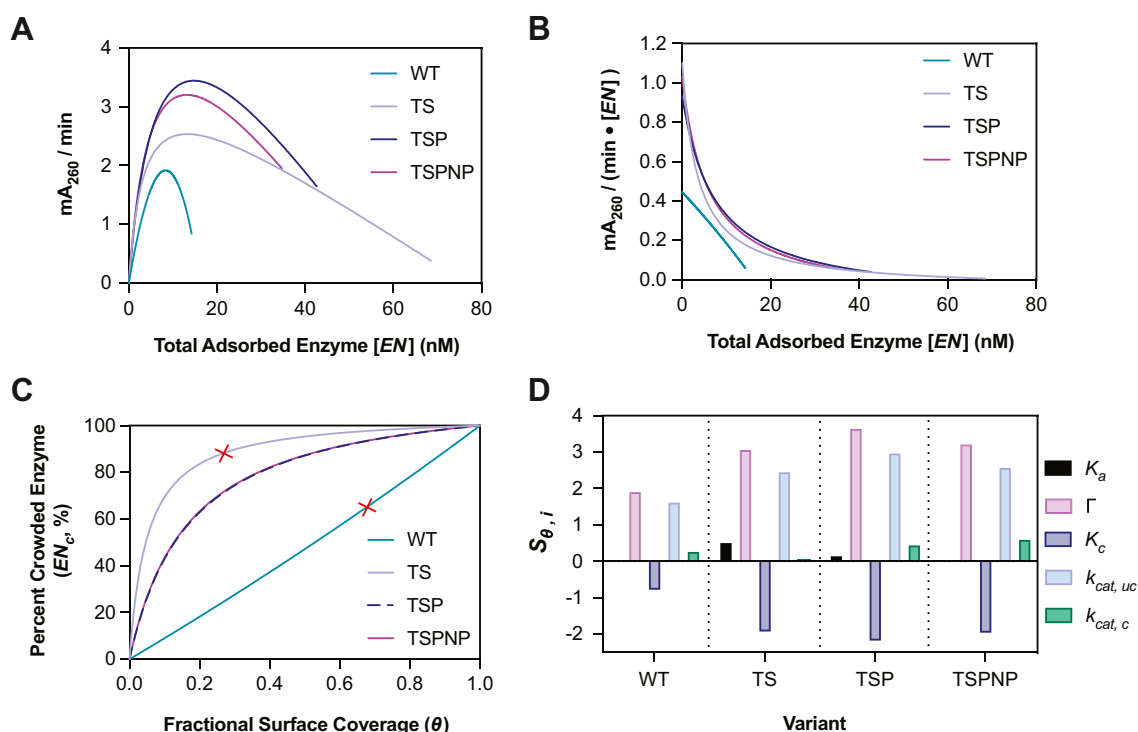 A
4
3
2
1
0
mA260 / min
0
20
40
60
80
Total Adsorbed Enzyme [EN] (nM)
WT
TS
TSP
TSPNP
B
1.2
1.0
0.8
0.6
0.4
0.2
0.0
mA260 / (min • [EN])
0
20
40
60
80
Total Adsorbed Enzyme [EN] (nM)
WT
TS
TSP
TSPNP
C
100
80
60
40
20
0
Percent Crowded Enzyme
(ENc, %)
0.0
0.2
0.4
0.6
0.8
1.0
Fractional Surface Coverage (θ)
WT
TS
TSP
TSPNP
D
4
3
2
1
0
-1
-2
Sθ, i
WT
TS
TSP
TSPNP
Variant
Ka
Γ
Kc
kcat, uc
kcat, c